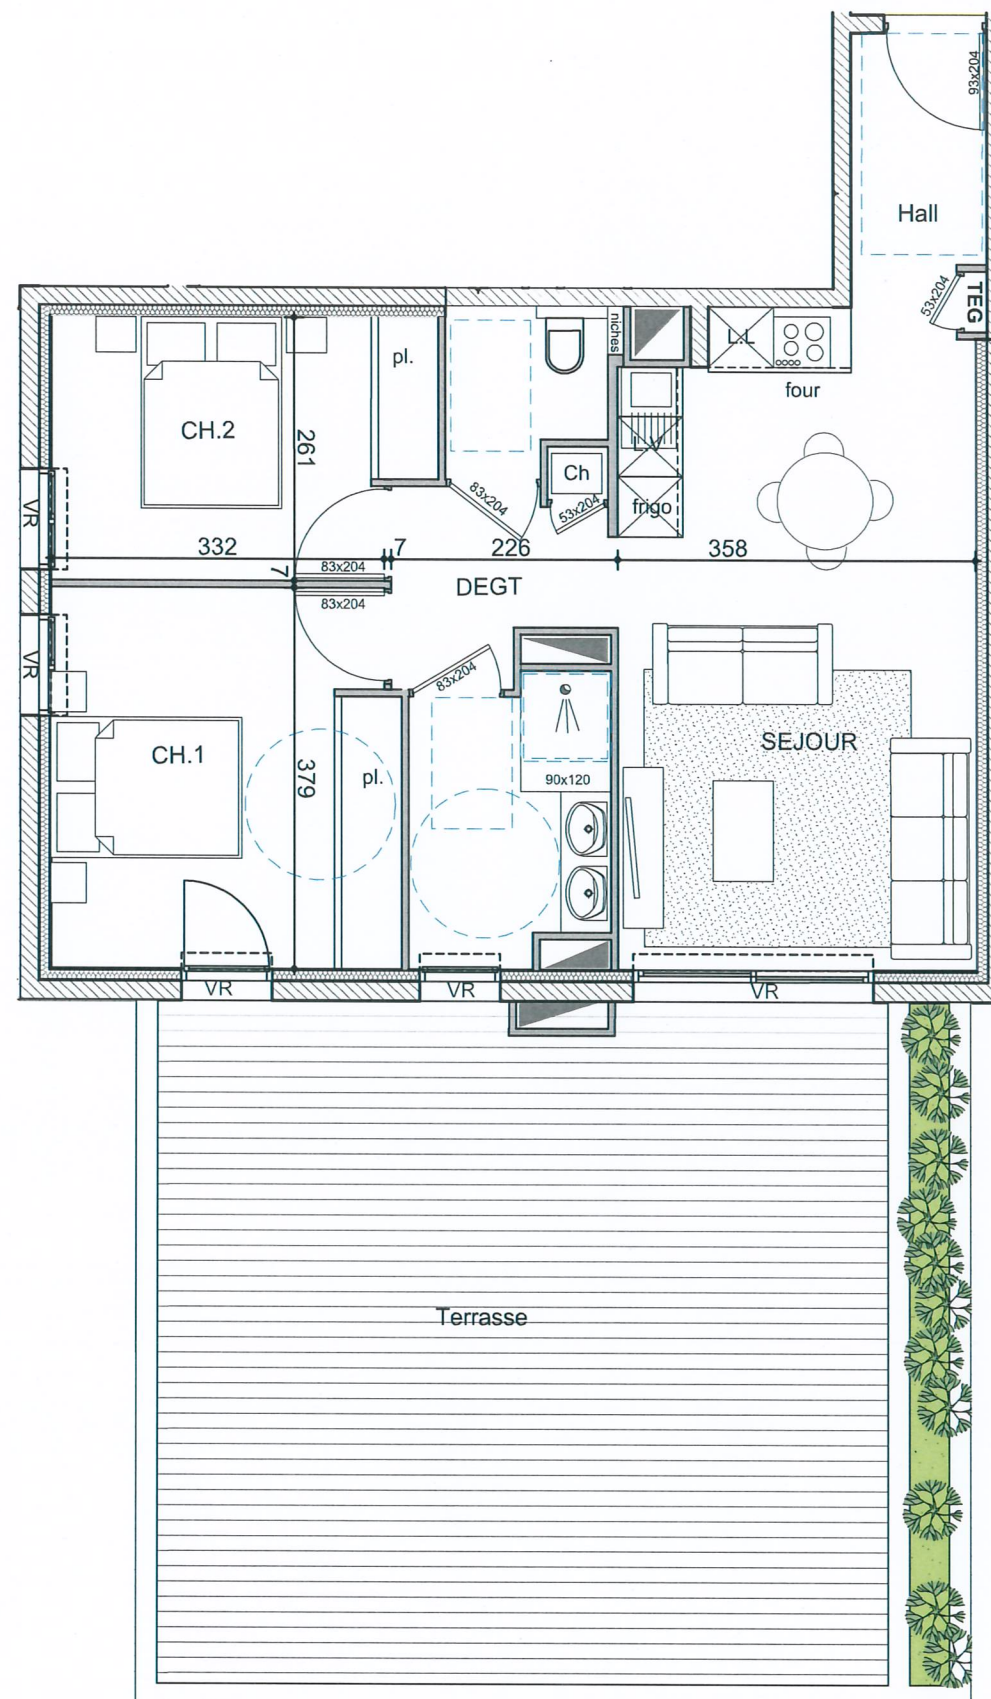 93x204
Hall
53x204
TEG
niches
L.L
pl.
four
CH.2
261
L.V
Ch
83x204
frigo
53x204
VR
332
7
226
358
7
83x204
DEGT
83x204
VR
83x204
SEJOUR
CH.1
379
pl.
90x120
VR
VR
VR
Terrasse